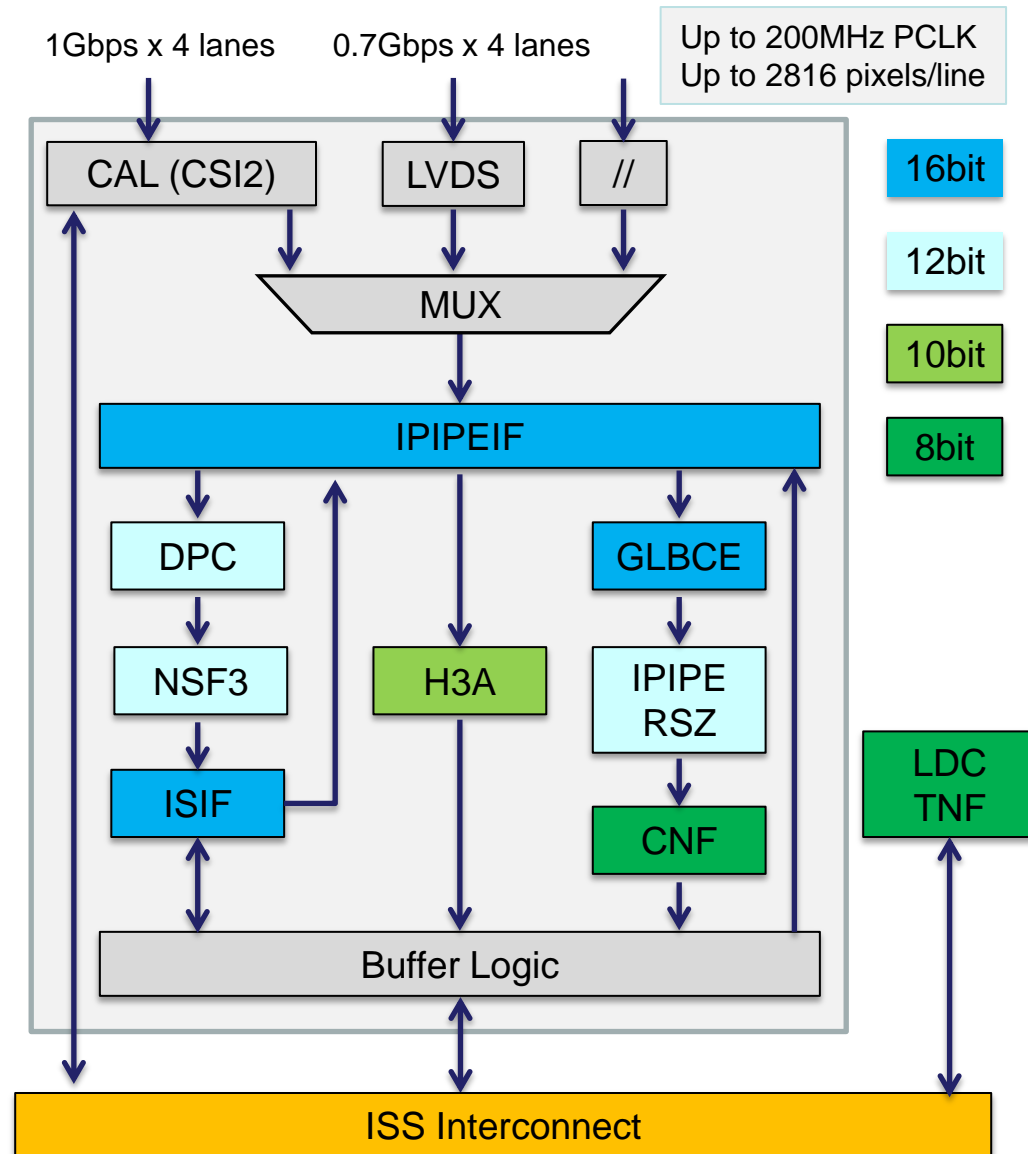 1Gbps x 4 lanes
0.7Gbps x 4 lanes
Up to 200MHz PCLK
Up to 2816 pixels/line
CAL (CSI2)
LVDS
//
16bit
MUX
12bit
IPIPEIF
10bit
8bit
DPC
GLBCE
NSF3
H3A
IPIPE
RSZ
ISIF
CNF
LDC
TNF
Buffer Logic
ISS Interconnect